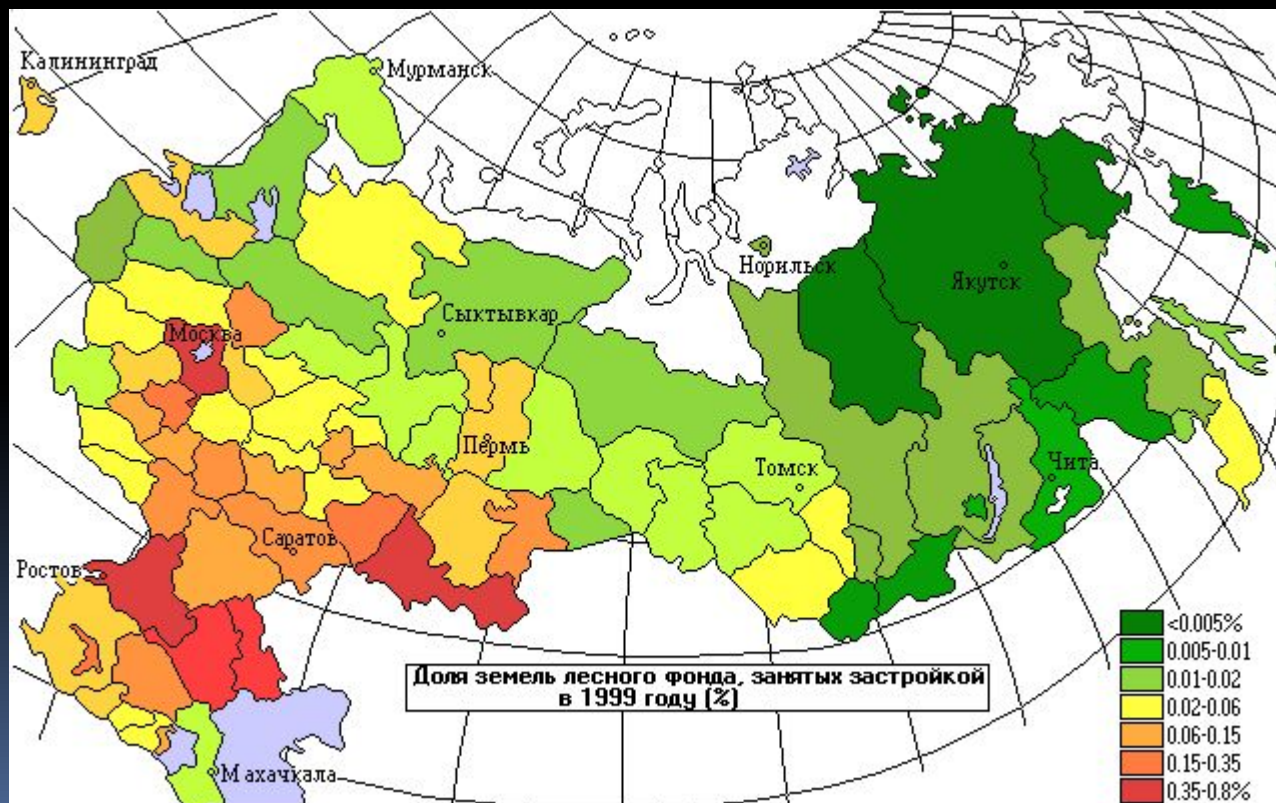 Калининград
Мурманск
Норильск
Якутск
Сыктывкар
Москва
Пермь
Томск
Чита
Саратов
Ростов
Доля земель лесного фонда, занятых застройкой
в 1999 году (%)
Махачкала
<0.005%
0.005-0.01
0.01-0.02
0.02-0.06
0.06-0.15
0.15-0.35
0.35-0.8%